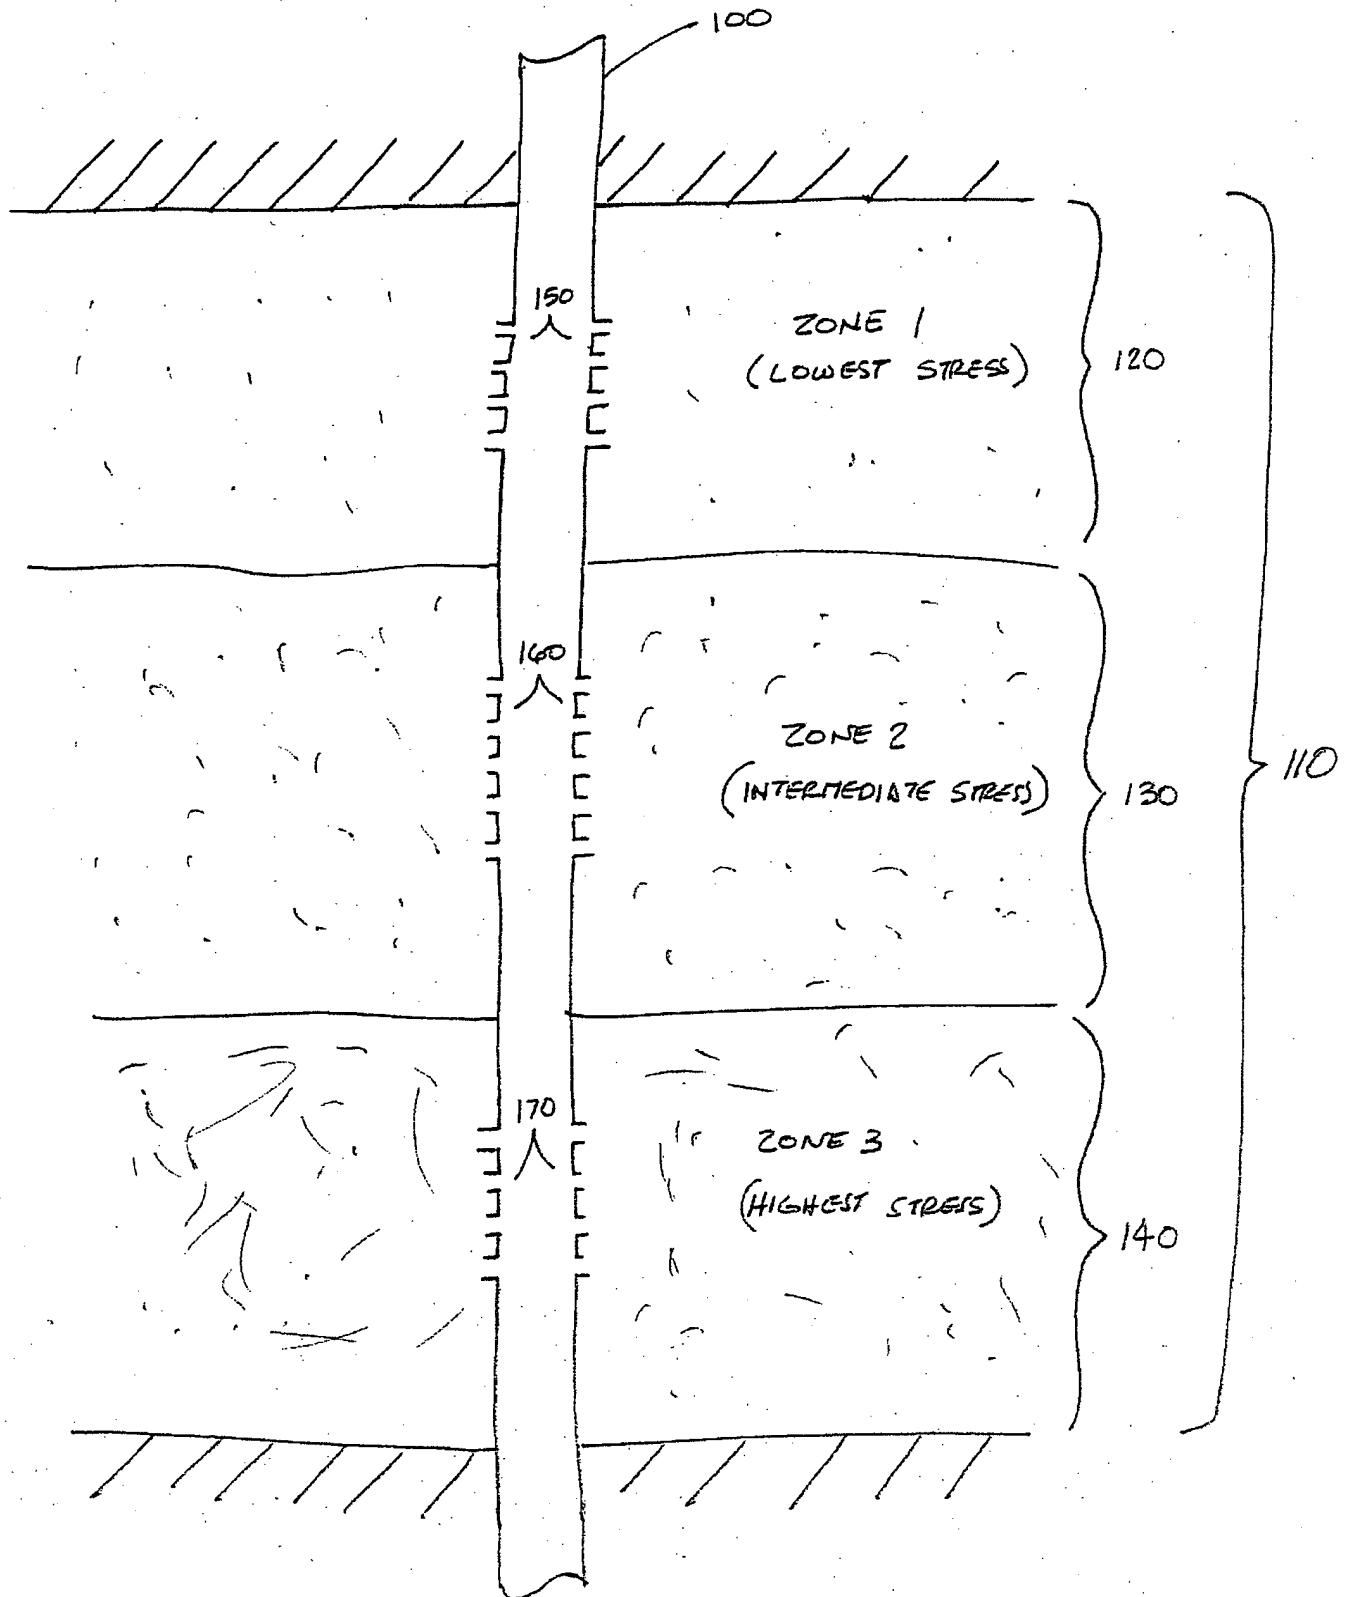 100
150
ZONE 1
(LOWEST STRESS)
120
160
ZONE 2
(INTERMEDIATE STRESS)
130
110
170
ZONE 3
(HIGHEST STRESS)
140